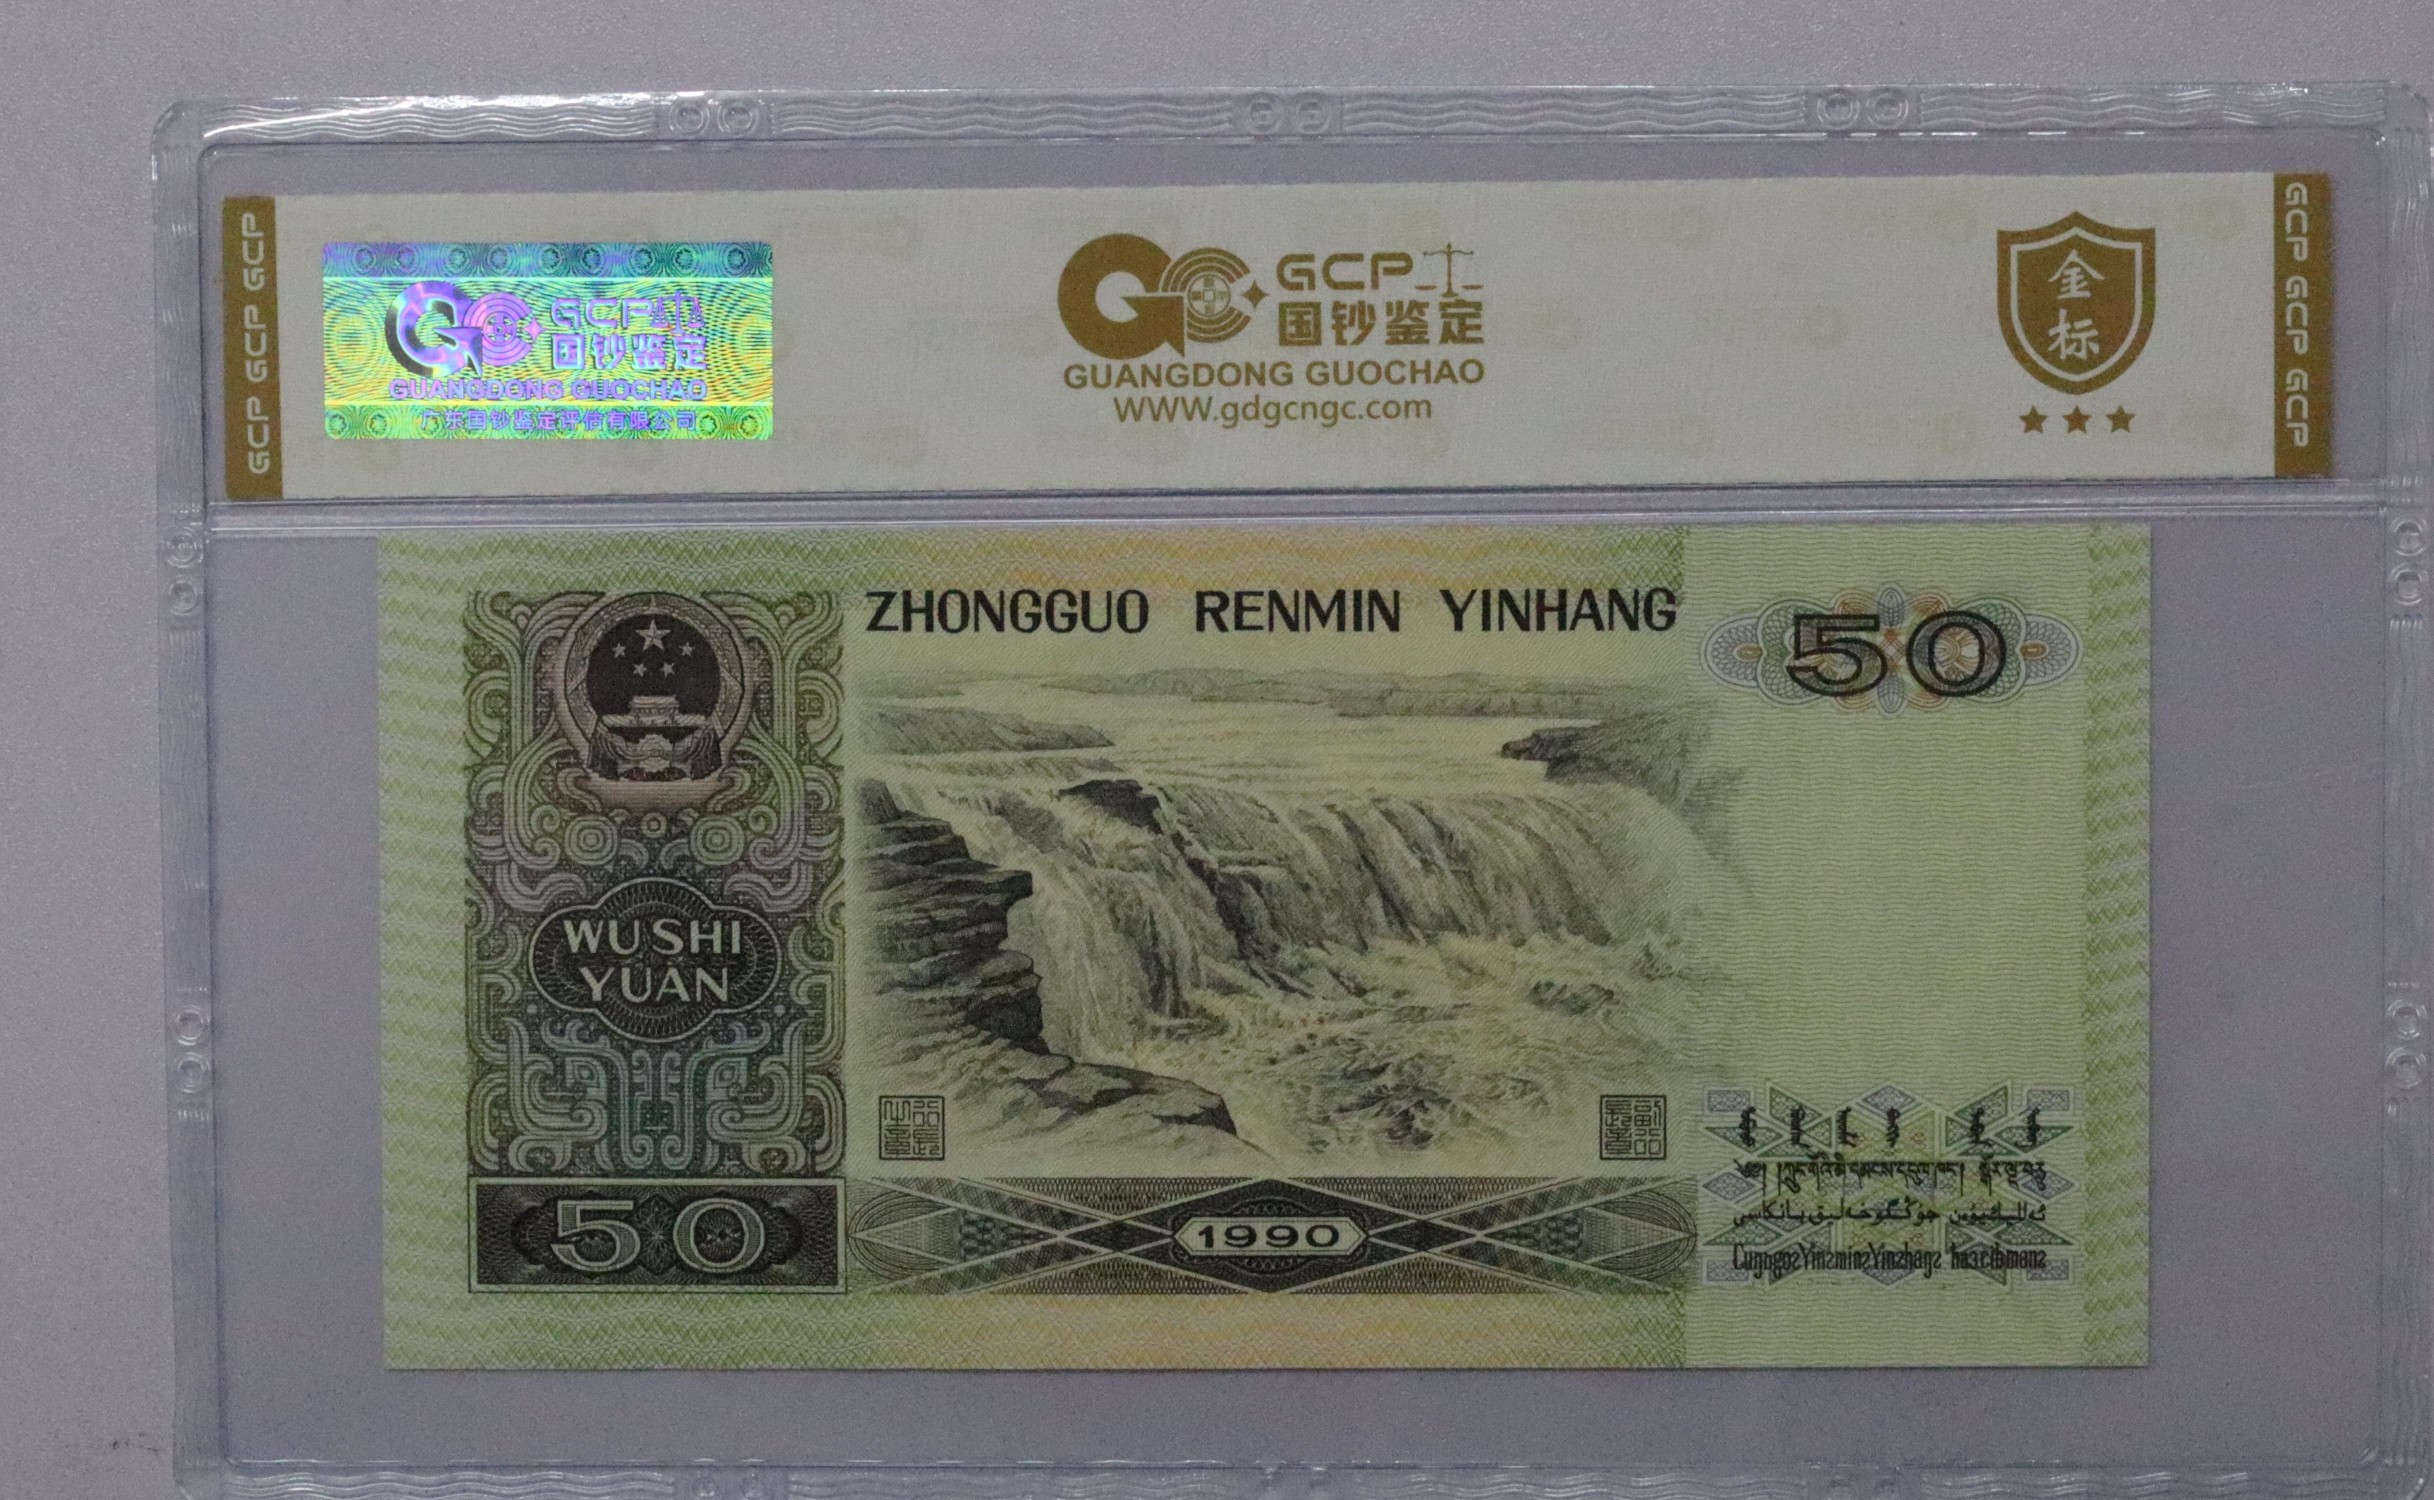 GCP GCP GCP
GCP
国钞鉴定
GUANGDONG GUOCHAO
广东国钞鉴定评估有限公司
GCP
国钞鉴定
GUANGDONG GUOCHAO
WWW.gdgcngc.com
金标
GCP GCP GCP
ZHONGGUO RENMIN YINHANG
50
WU SHI
YUAN
50
1990